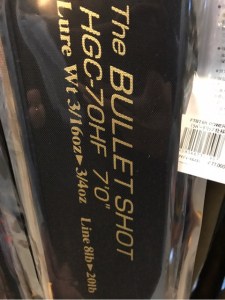 The BULLET SHOT
HGC-70HF 7'0"
Lure Wt 3/16oz▸3/4oz Line 8lb▸20lb